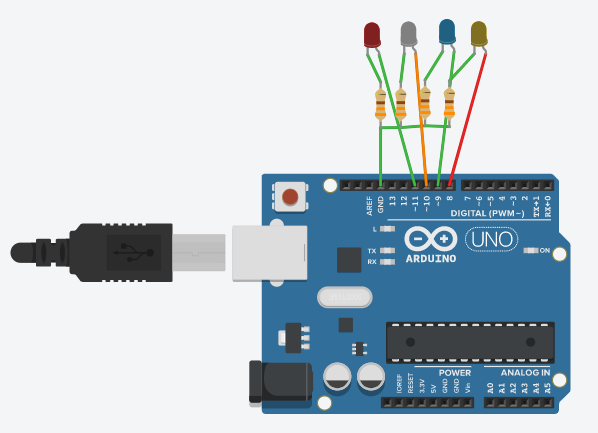 AREF
GND
13
12
~11
~10
~9
8
7
~6
~5
4
~3
2
TX→1
RX←0
DIGITAL (PWM~)
L
TX
RX
ARDUINO
UNO
ON
POWER
ANALOG IN
IOREF
RESET
3.3V
5V
GND
GND
Vin
A0
A1
A2
A3
A4
A5